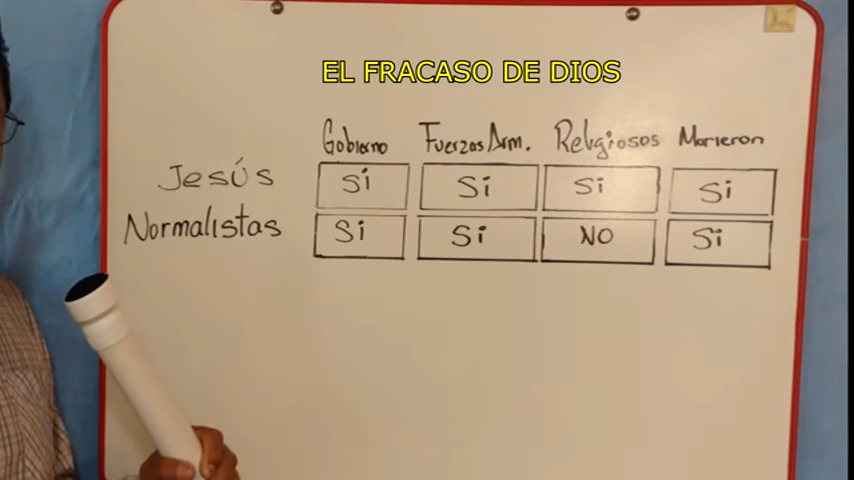 EL FRACASO DE DIOS
Gobierno Fuerzas Arm. Religiosos Murieron
Jesús Si Si Si Si
Normalistas Si Si NO Si